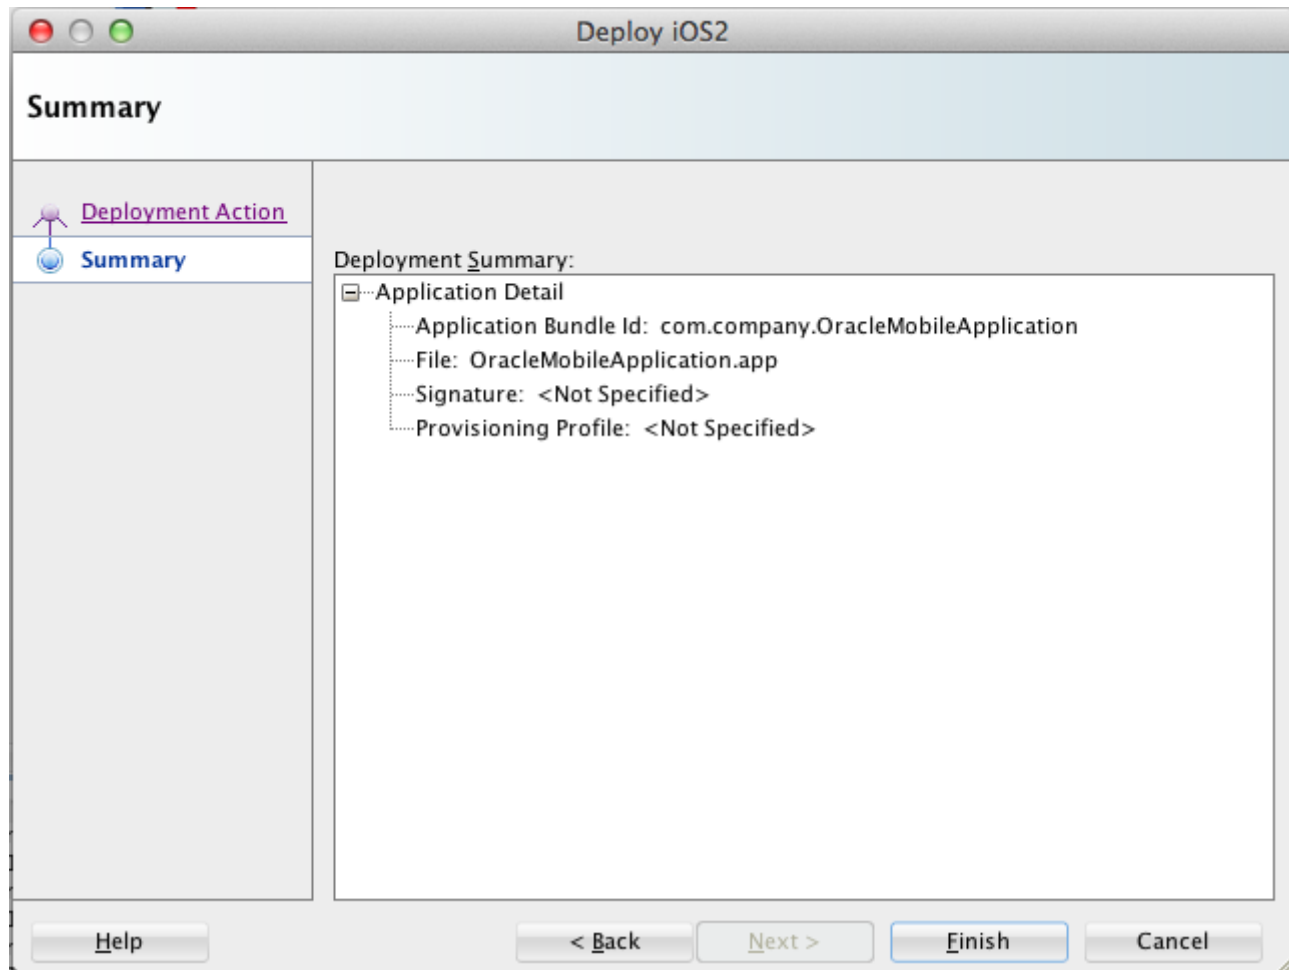 Deploy iOS2
Summary
Deployment Action
Summary
Deployment Summary:
Application Detail
Application Bundle Id: com.company.OracleMobileApplication
File: OracleMobileApplication.app
Signature: <Not Specified>
Provisioning Profile: <Not Specified>
Help
< Back
Next >
Finish
Cancel